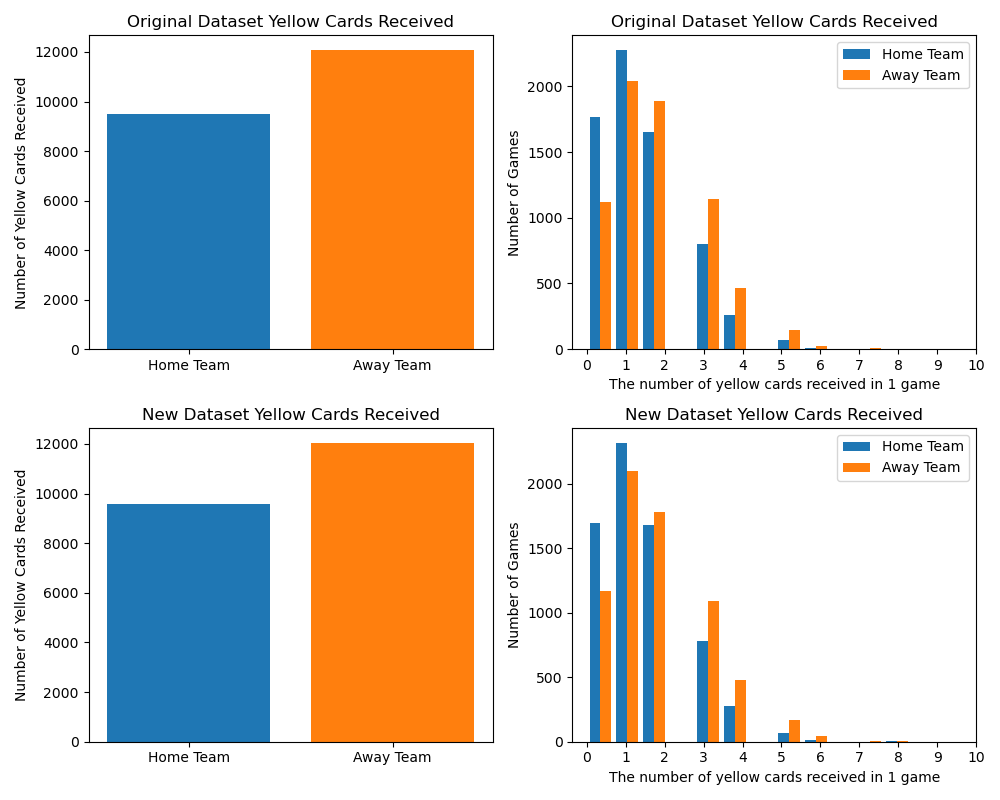 Original Dataset Yellow Cards Received
Number of Yellow Cards Received
12000
10000
8000
6000
4000
2000
0
Home Team Away Team
Original Dataset Yellow Cards Received
Home Team
Away Team
Number of Games
2000
1500
1000
500
0
0 1 2 3 4 5 6 7 8 9 10
The number of yellow cards received in 1 game
New Dataset Yellow Cards Received
Number of Yellow Cards Received
12000
10000
8000
6000
4000
2000
0
Home Team Away Team
New Dataset Yellow Cards Received
Home Team
Away Team
Number of Games
2000
1500
1000
500
0
0 1 2 3 4 5 6 7 8 9 10
The number of yellow cards received in 1 game